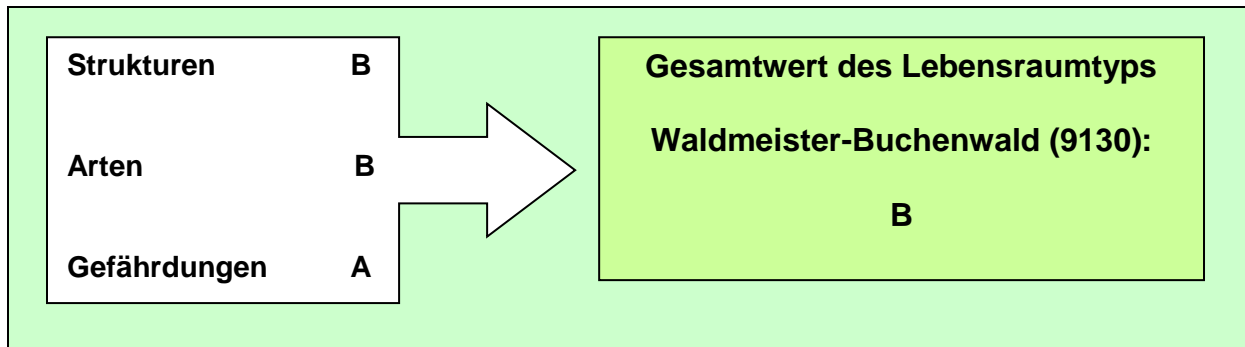 Strukturen B
Arten B
Gefährdungen A
Gesamtwert des Lebensraumtyps
Waldmeister-Buchenwald (9130):
B